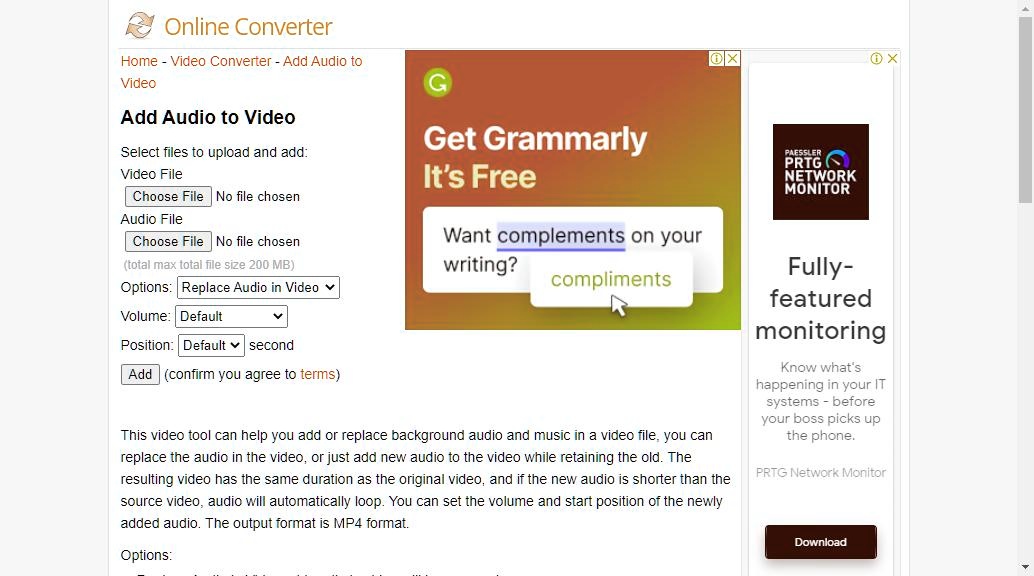 Online Converter
Home - Video Converter - Add Audio to
Video
Add Audio to Video
Select files to upload and add:
Video File
Choose File No file chosen
Audio File
Choose File No file chosen
(total max total file size 200 MB)
Options: Replace Audio in Video
Volume: Default
Position: Default second
Add (confirm you agree to terms)
G
Get Grammarly
It's Free
Want complements on your
writing?
compliments
PAESSLER
PRTG
NETWORK
MONITOR
Fully-
featured
monitoring
Know what's
happening in your IT
systems - before
your boss picks up
the phone.
PRTG Network Monitor
Download
This video tool can help you add or replace background audio and music in a video file, you can
replace the audio in the video, or just add new audio to the video while retaining the old. The
resulting video has the same duration as the original video, and if the new audio is shorter than the
source video, audio will automatically loop. You can set the volume and start position of the newly
added audio. The output format is MP4 format.
Options: